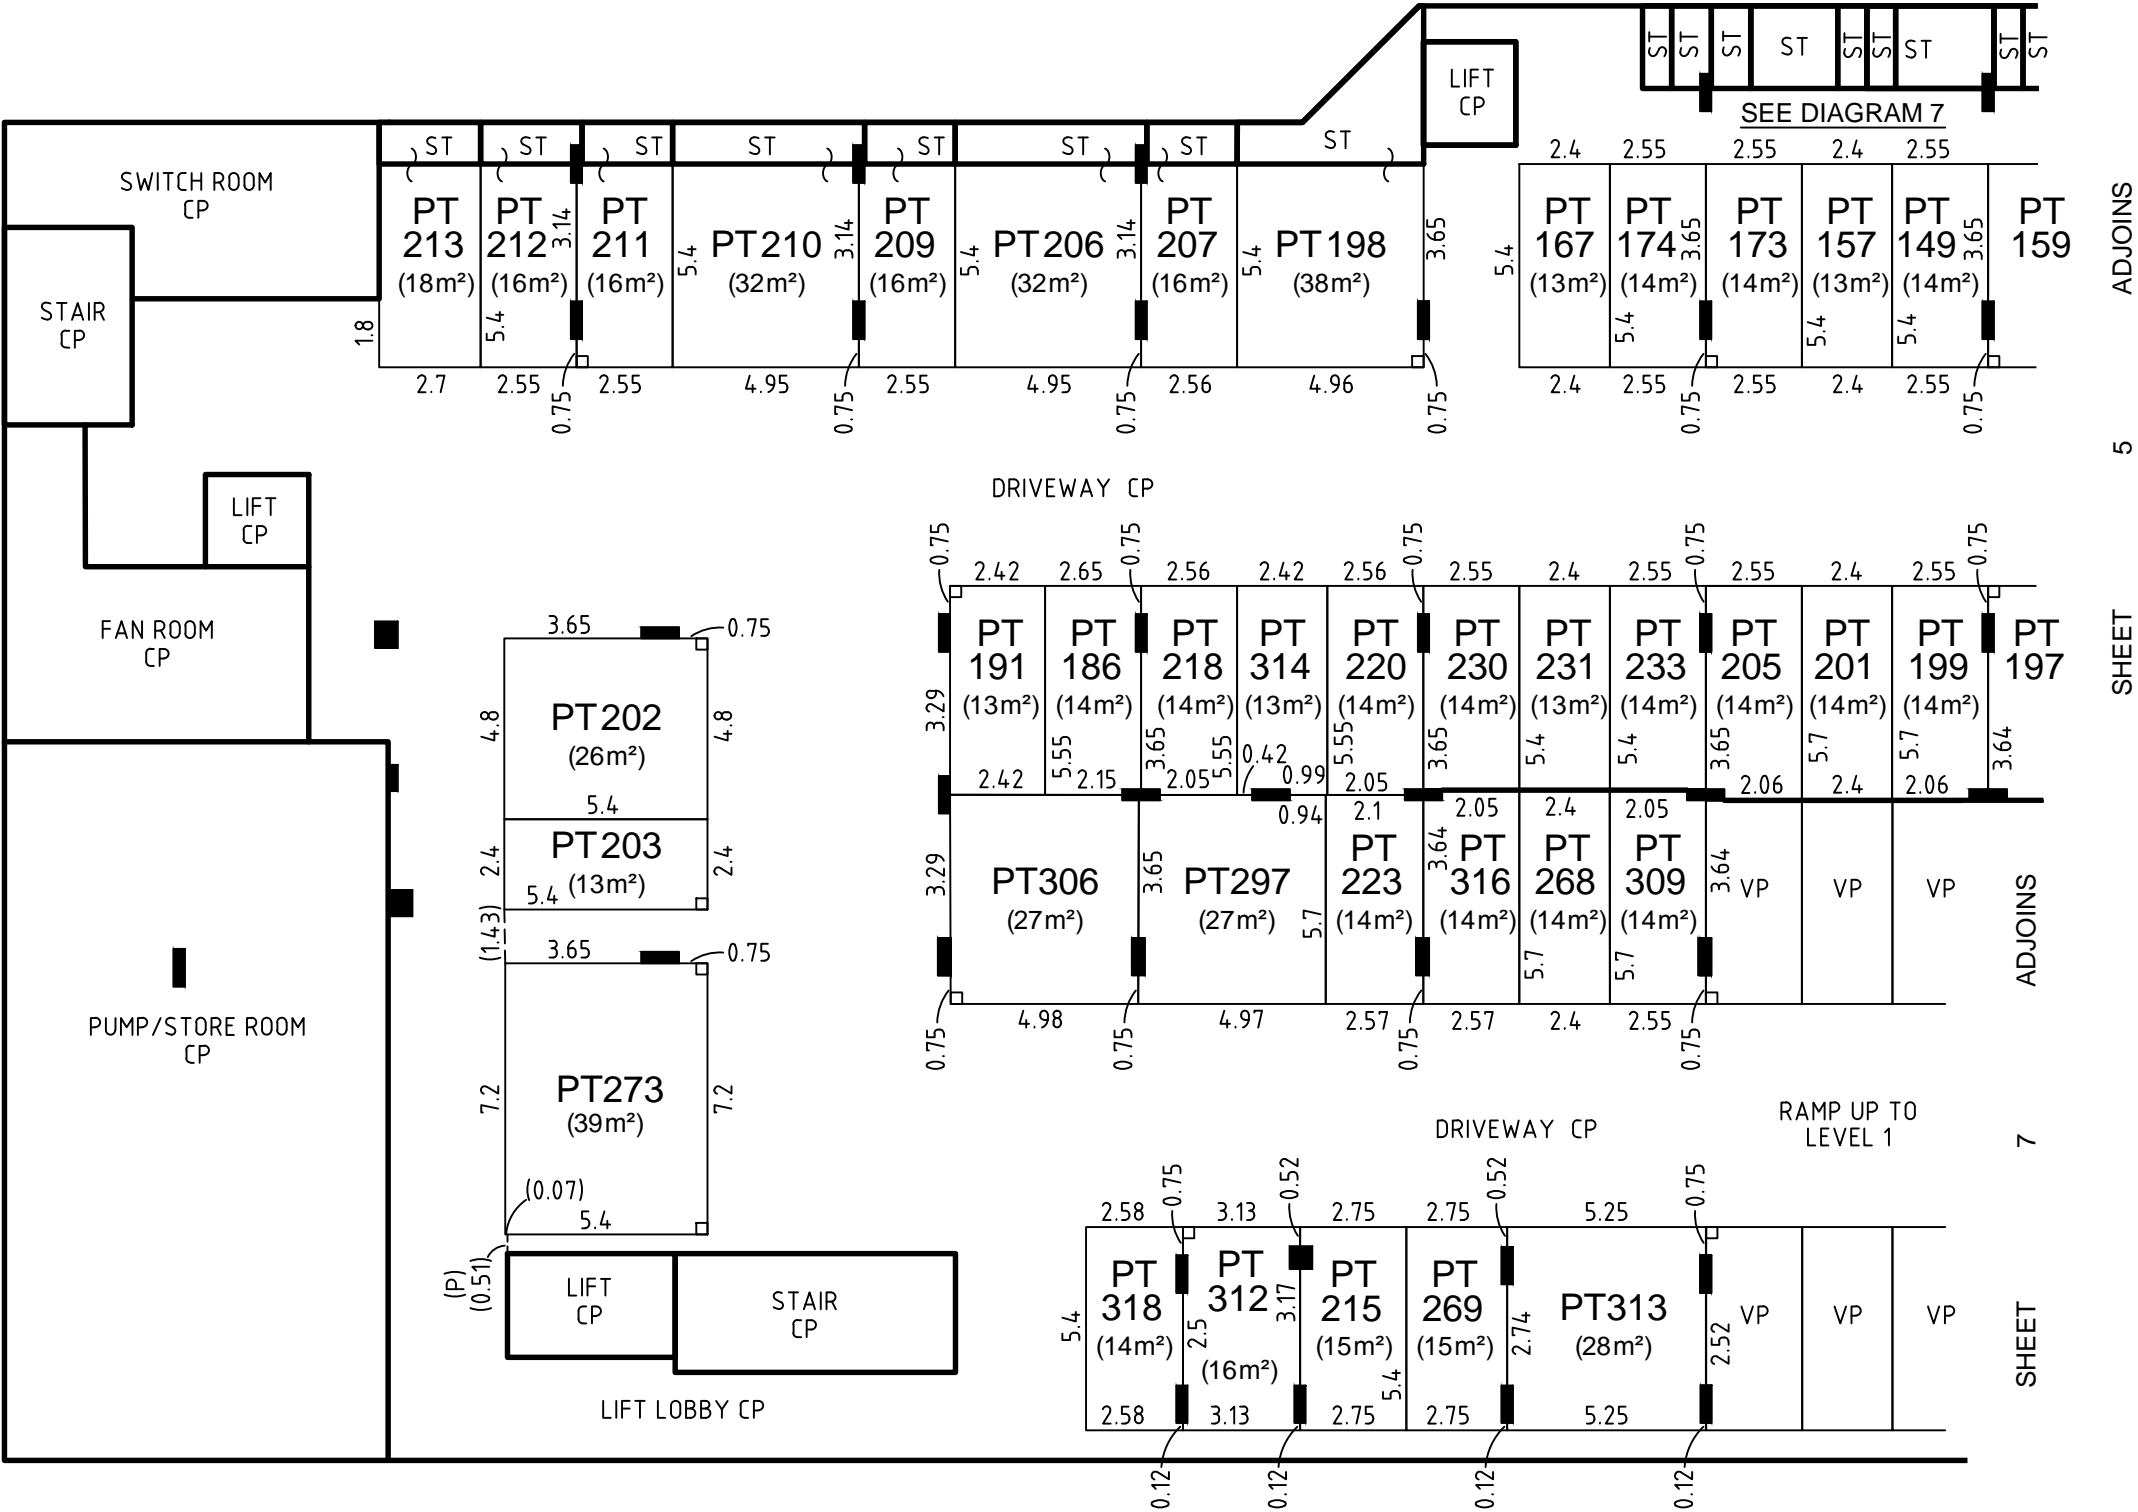 ST ST ST ST ST ST ST ST ST
LIFT
CP
SEE DIAGRAM 7
ST ST ST ST ST ST ST ST
SWITCH ROOM
CP
2.4 2.55 2.55 2.4 2.55
PT
213
(18m²)
PT
212
(16m²)
3.14
PT
211
(16m²)
5.4
PT210
(32m²)
3.14
PT
209
(16m²)
5.4
PT206
(32m²)
3.14
PT
207
(16m²)
5.4
PT198
(38m²)
3.65
5.4
PT
167
(13m²)
PT
174
(14m²)
3.65
PT
173
(14m²)
PT
157
(13m²)
PT
149
(14m²)
3.65
PT
159
ADJOINS
STAIR
CP
1.8
5.4
5.4
5.4
5.4
2.7 2.55 2.55 4.95 2.55 4.95 2.56 4.96 2.4 2.55 2.55 2.4 2.55
0.75 0.75 0.75 0.75 0.75 0.75
5
LIFT
CP
DRIVEWAY CP
0.75 0.75 0.75 0.75 0.75
2.42 2.65 2.56 2.42 2.56 2.55 2.4 2.55 2.55 2.4 2.55
FAN ROOM
CP
3.65 0.75
4.8
PT202
(26m²)
4.8
5.4
2.4
PT203
(13m²)
2.4
5.4
(1.43)
3.29
PT
191
(13m²)
PT
186
(14m²)
PT
218
(14m²)
PT
314
(13m²)
PT
220
(14m²)
PT
230
(14m²)
PT
231
(13m²)
PT
233
(14m²)
PT
205
(14m²)
PT
201
(14m²)
PT
199
(14m²)
PT
197
SHEET
5.55 3.65 5.55 5.55 3.65 5.4 5.4 3.65 5.7 5.7 3.64
0.42
2.42 2.15 2.05 0.99 2.05 2.06 2.4 2.06
0.94 2.1 2.05 2.4 2.05
3.29
PT306
(27m²)
3.65
PT297
(27m²)
5.7
PT
223
(14m²)
3.64
PT
316
(14m²)
5.7
PT
268
(14m²)
5.7
PT
309
(14m²)
3.64
VP VP VP
ADJOINS
4.98 4.97 2.57 2.57 2.4 2.55
0.75 0.75 0.75 0.75
PUMP/STORE ROOM
CP
3.65 0.75
7.2
PT273
(39m²)
7.2
(0.07)
5.4
(P)
(0.51)
DRIVEWAY CP
RAMP UP TO
LEVEL 1
7
0.75 0.52 0.52 0.75
2.58 3.13 2.75 2.75 5.25
LIFT
CP
STAIR
CP
5.4
PT
318
(14m²)
2.5
PT
312
(16m²)
3.17
PT
215
(15m²)
5.4
PT
269
(15m²)
2.74
PT313
(28m²)
2.52
VP VP VP
SHEET
LIFT LOBBY CP
2.58 3.13 2.75 2.75 5.25
0.12 0.12 0.12 0.12